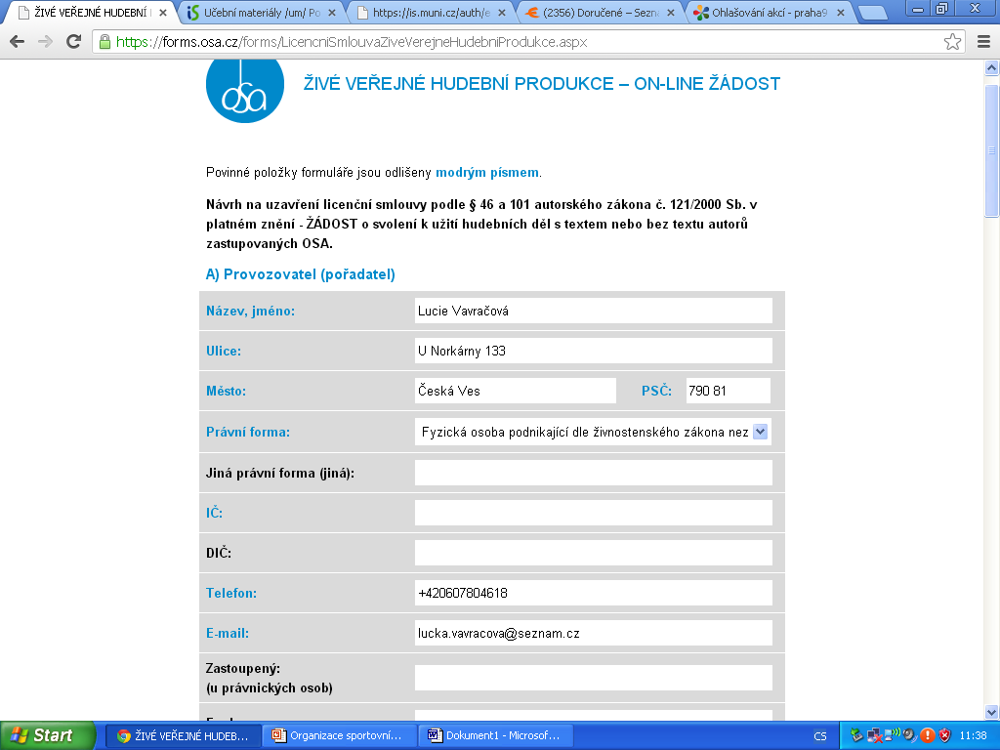 ŽIVÉ VEŘEJNÉ HUDEBNÍ
Učební materiály /um/ Po
https://is.muni.cz/auth/e
(2356) Doručené – Sezn
Ohlašování akcí - praha9
https://forms.osa.cz/forms/LicencniSmlouvaZiveVerejneHudebniProdukce.aspx
osa
ŽIVÉ VEŘEJNÉ HUDEBNÍ PRODUKCE – ON-LINE ŽÁDOST
Povinné položky formuláře jsou odlišeny modrým písmem.
Návrh na uzavření licenční smlouvy podle § 46 a 101 autorského zákona č. 121/2000 Sb. v
platném znění - ŽÁDOST o svolení k užití hudebních děl s textem nebo bez textu autorů
zastupovaných OSA.
A) Provozovatel (pořadatel)
Název, jméno: Lucie Vavračová
Ulice: U Norkárny 133
Město: Česká Ves PSČ: 790 81
Právní forma: Fyzická osoba podnikající dle živnostenského zákona nez
Jiná právní forma (jiná):
IČ:
DIČ:
Telefon: +420607804618
E-mail: lucka.vavracova@seznam.cz
Zastoupený:
(u právnických osob)
Start
ŽIVÉ VEŘEJNÉ HUDEB...
Organizace sportovní...
Dokument1 - Microsof...
CS
11:38